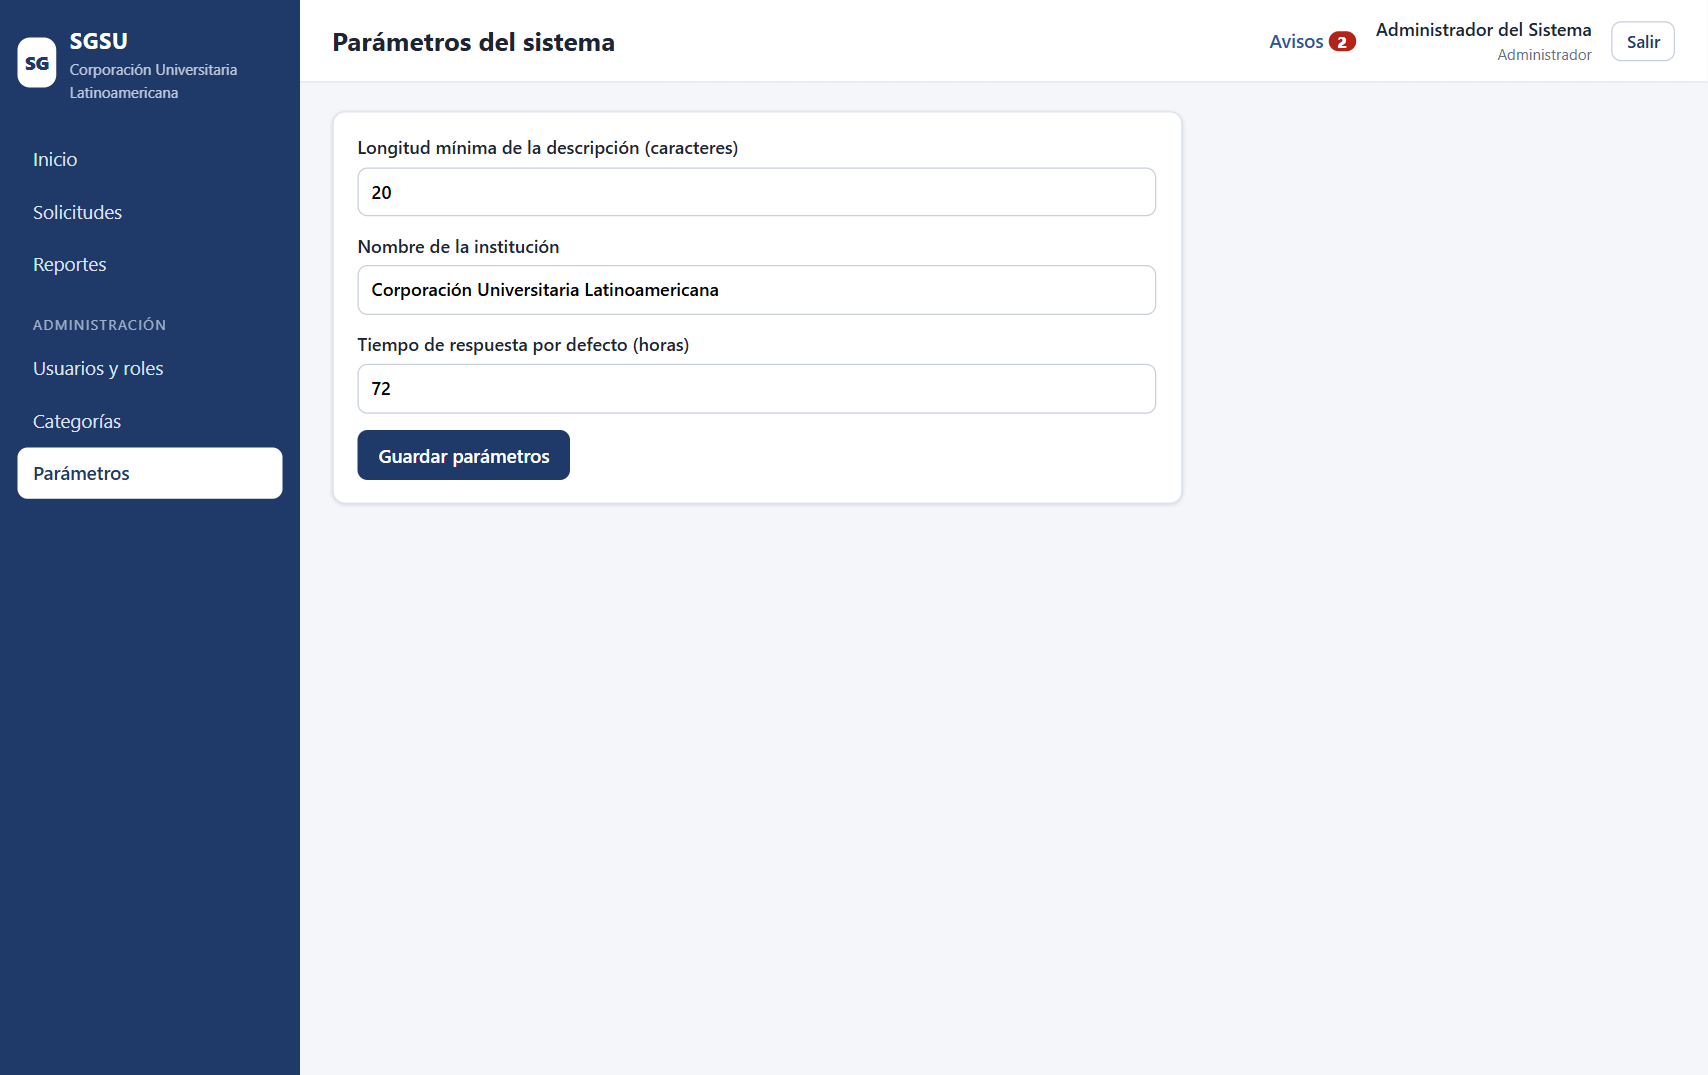 SG
SGSU
Corporación Universitaria
Latinoamericana
Inicio
Solicitudes
Reportes
ADMINISTRACIÓN
Usuarios y roles
Categorías
Parámetros
Parámetros del sistema
Avisos 2
Administrador del Sistema
Administrador
Salir
Longitud mínima de la descripción (caracteres)
20
Nombre de la institución
Corporación Universitaria Latinoamericana
Tiempo de respuesta por defecto (horas)
72
Guardar parámetros